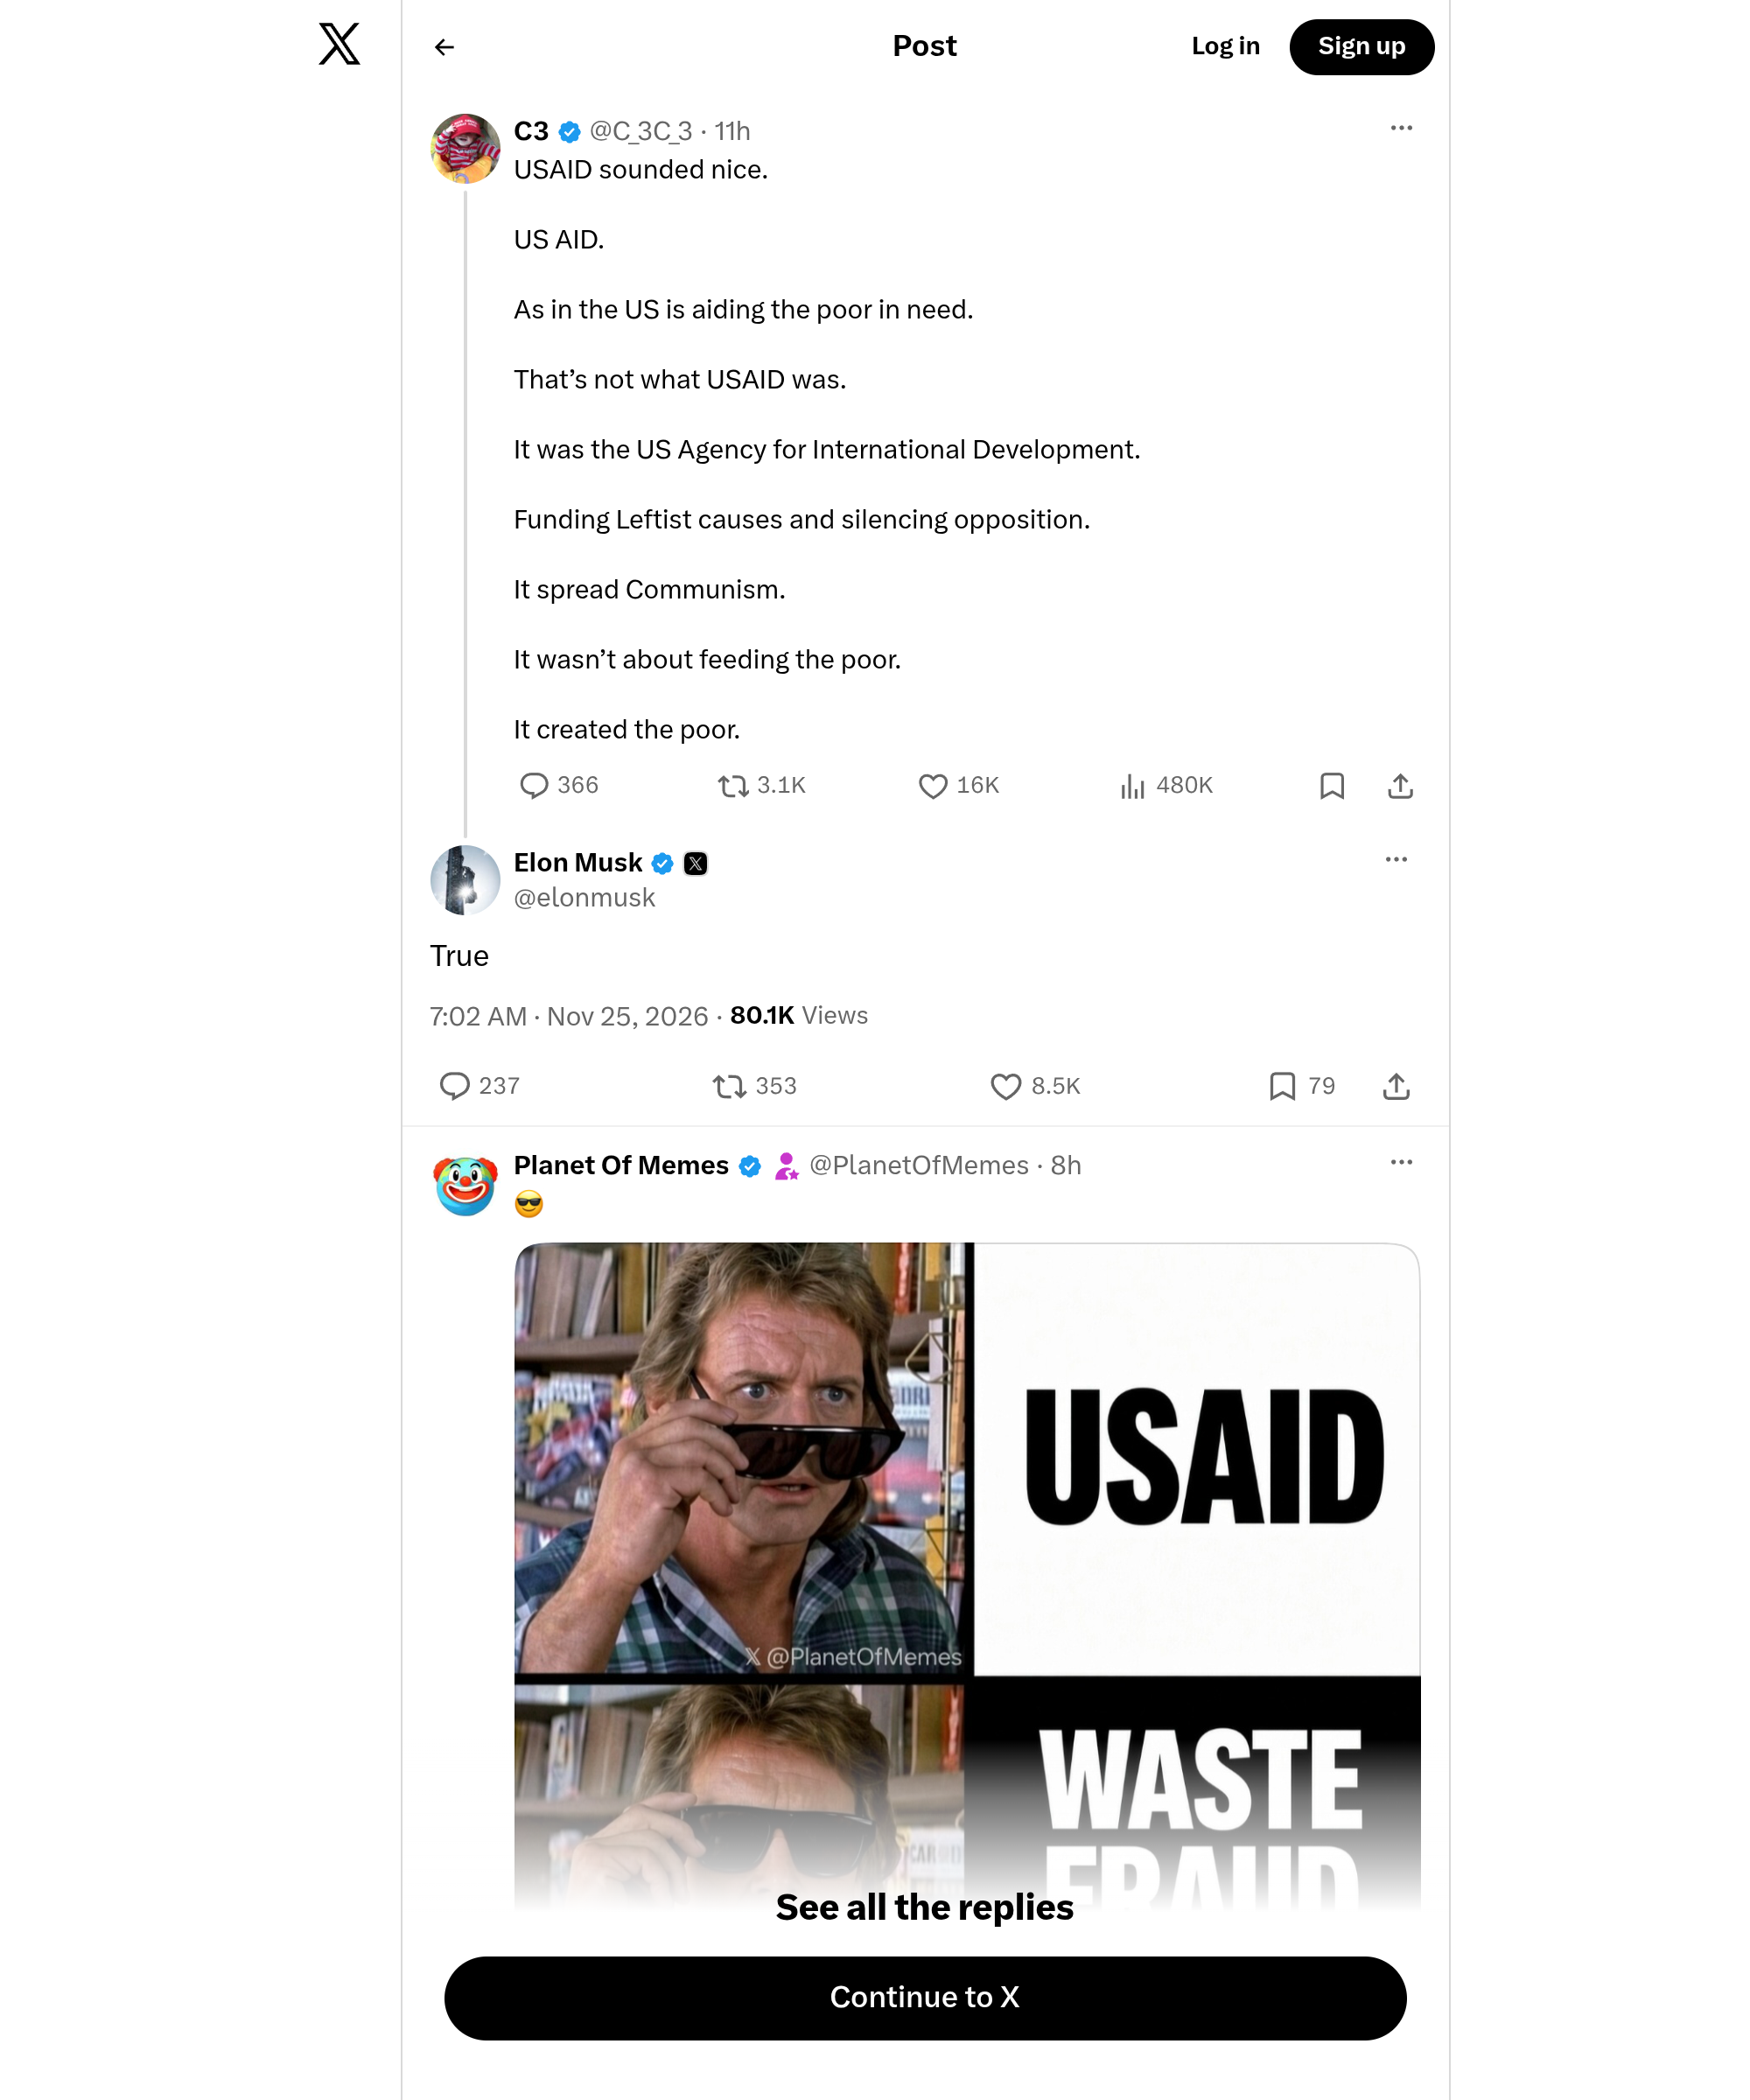 Post
Log in
Sign up
C3 @C_3C_3 · 11h
USAID sounded nice.
US AID.
As in the US is aiding the poor in need.
That’s not what USAID was.
It was the US Agency for International Development.
Funding Leftist causes and silencing opposition.
It spread Communism.
It wasn’t about feeding the poor.
It created the poor.
366 3.1K 16K 480K
Elon Musk
@elonmusk
True
7:02 AM · Nov 25, 2026 · 80.1K Views
237 353 8.5K 79
Planet Of Memes @PlanetOfMemes · 8h
😎
USAID
X @PlanetOfMemes
WASTE
FRAUD
See all the replies
Continue to X